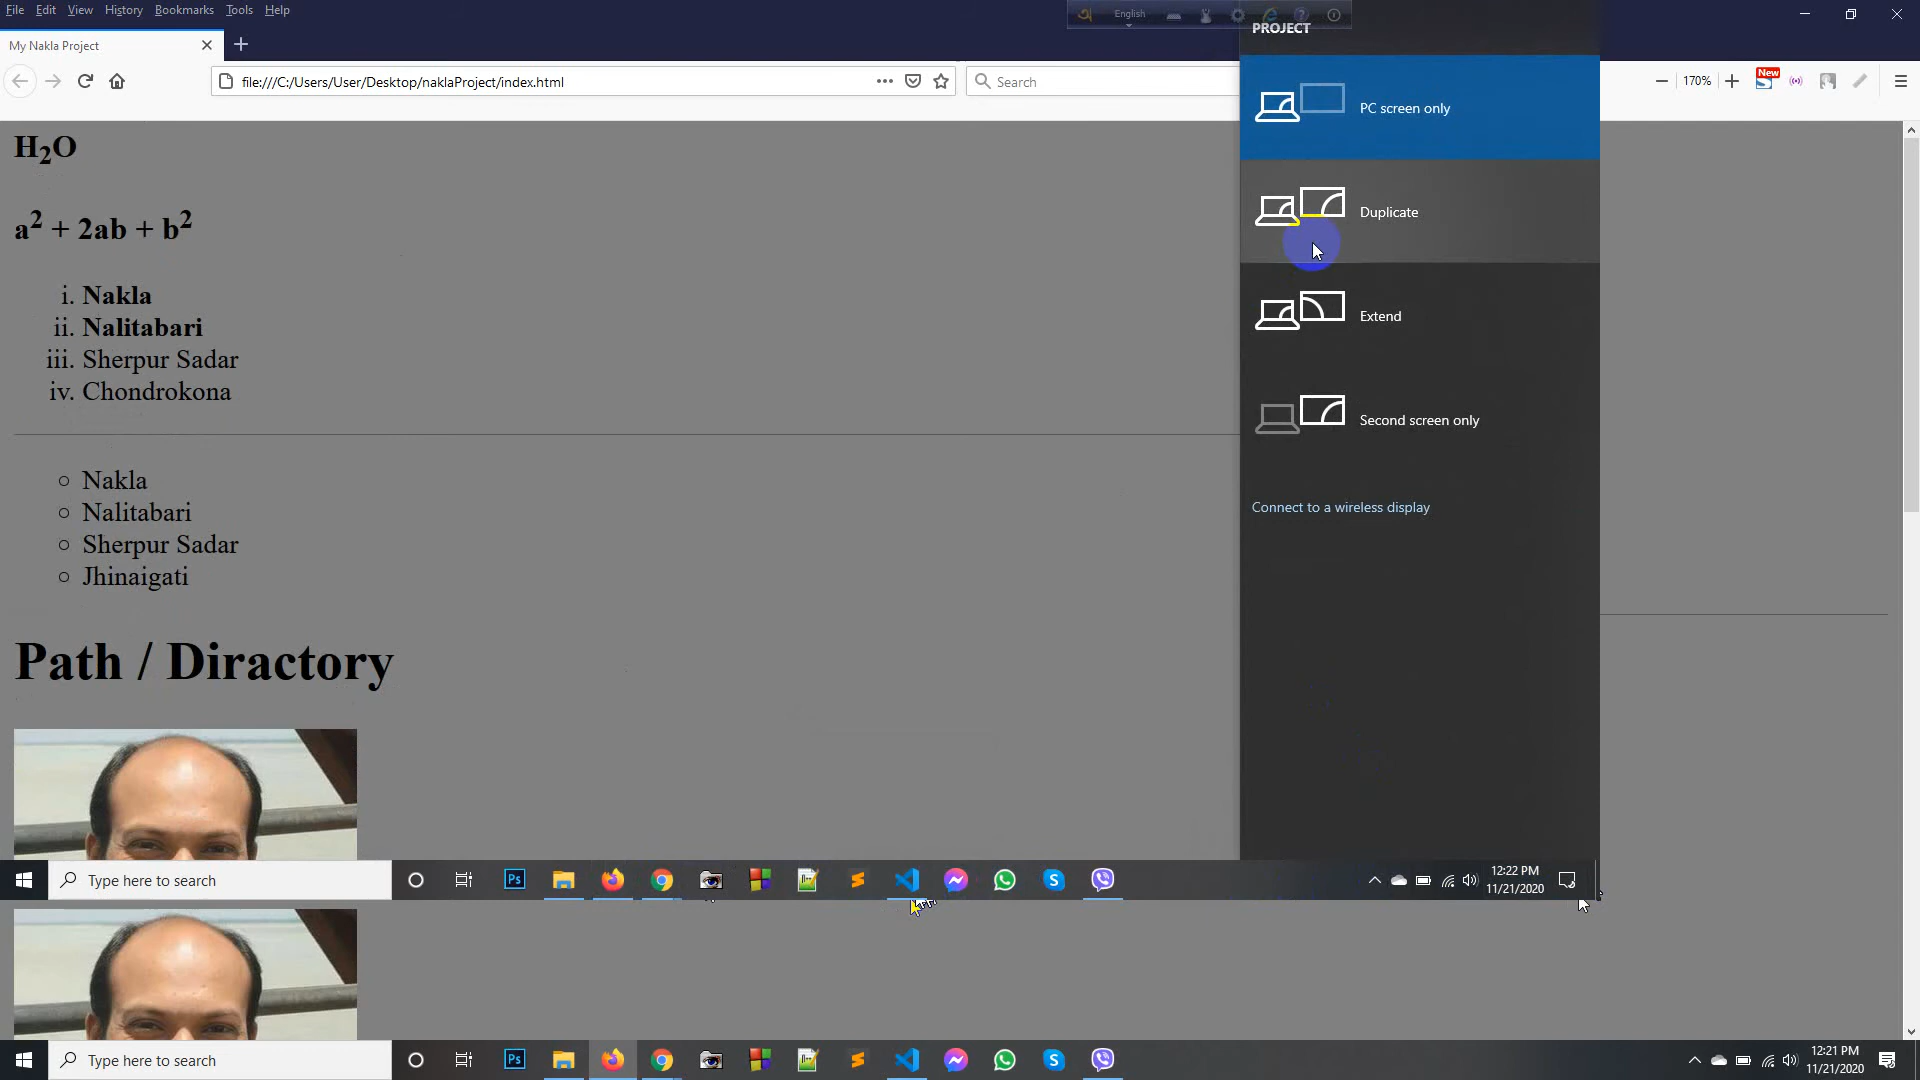 File Edit View History Bookmarks Tools Help
English
PROJECT
My Nakla Project
file:///C:/Users/User/Desktop/naklaProject/index.html
Search
170%
New
PC screen only
Duplicate
Extend
Second screen only
Connect to a wireless display
H2O
a2 + 2ab + b2
i. Nakla
ii. Nalitabari
iii. Sherpur Sadar
iv. Chondrokona
Nakla
Nalitabari
Sherpur Sadar
Jhinaigati
Path / Diractory
Type here to search
Ps
12:22 PM
11/21/2020
Type here to search
Ps
12:21 PM
11/21/2020